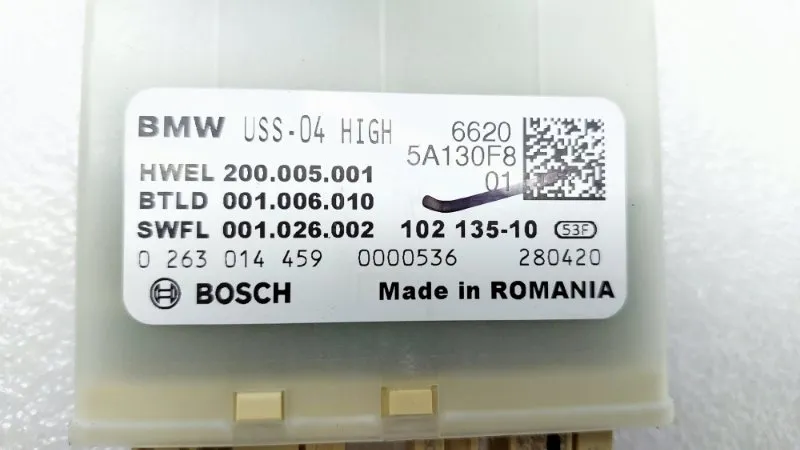 BMW USS-04 HIGH 6620
5A130F8
HWEL 200.005.001 01
BTLD 001.006.010
SWFL 001.026.002 102 135-10 53F
0 263 014 459 0000536 280420
BOSCH Made in ROMANIA